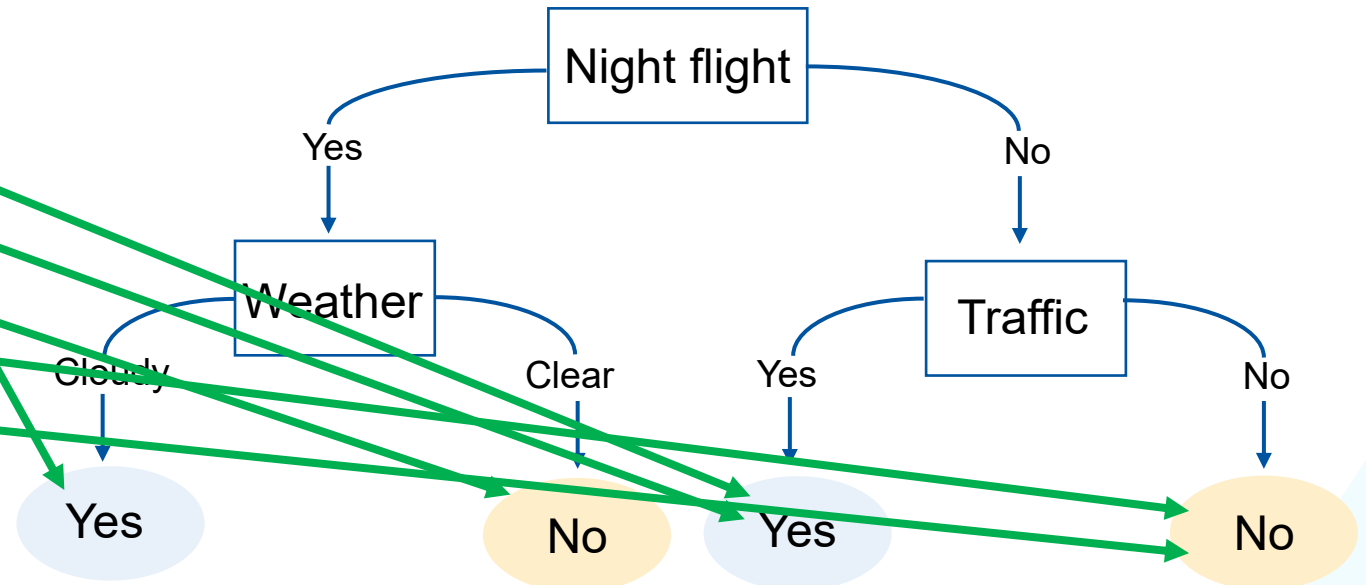 Night flight
Yes
No
Weather
Traffic
Cloudy
Clear
Yes
No
Yes
No
Yes
No